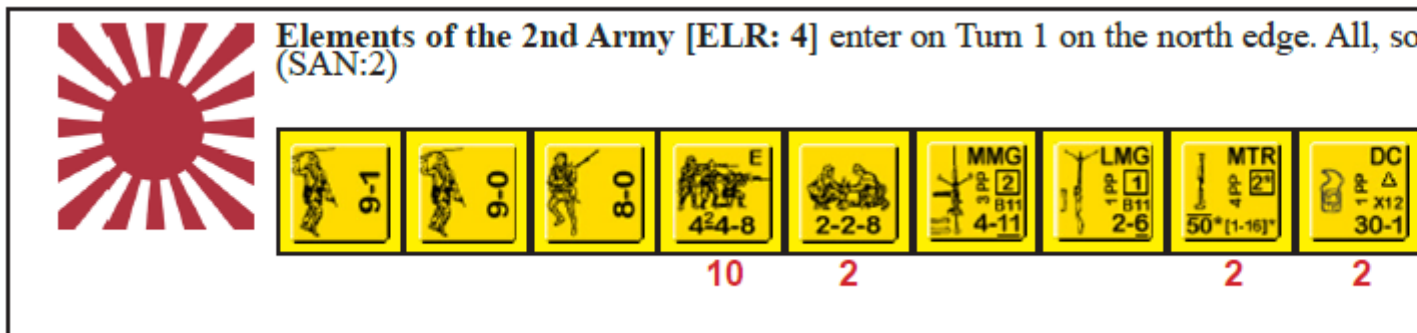 Elements of the 2nd Army [ELR: 4] enter on Turn 1 on the north edge. All, so
(SAN:2)
9-1
9-0
8-0
E
4²4-8
2-2-8
MMG
3 PP 2
B11
4-11
LMG
1 PP 1
B11
2-6
MTR
4 PP 2*
50* [1-16]*
DC
1 PP Δ
X12
30-1
10
2
2
2